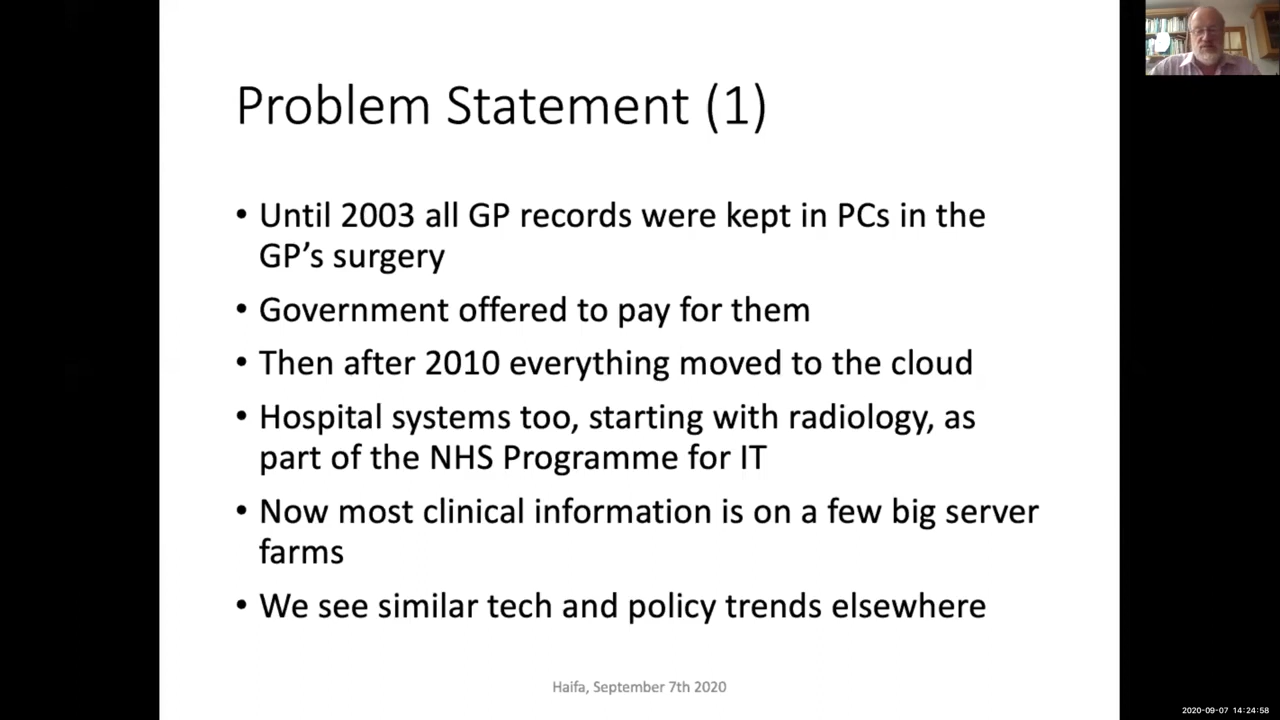 Problem Statement (1)
• Until 2003 all GP records were kept in PCs in the
GP’s surgery
• Government offered to pay for them
• Then after 2010 everything moved to the cloud
• Hospital systems too, starting with radiology, as
part of the NHS Programme for IT
• Now most clinical information is on a few big server
farms
• We see similar tech and policy trends elsewhere
Haifa, September 7th 2020
2020-09-07 14:24:58